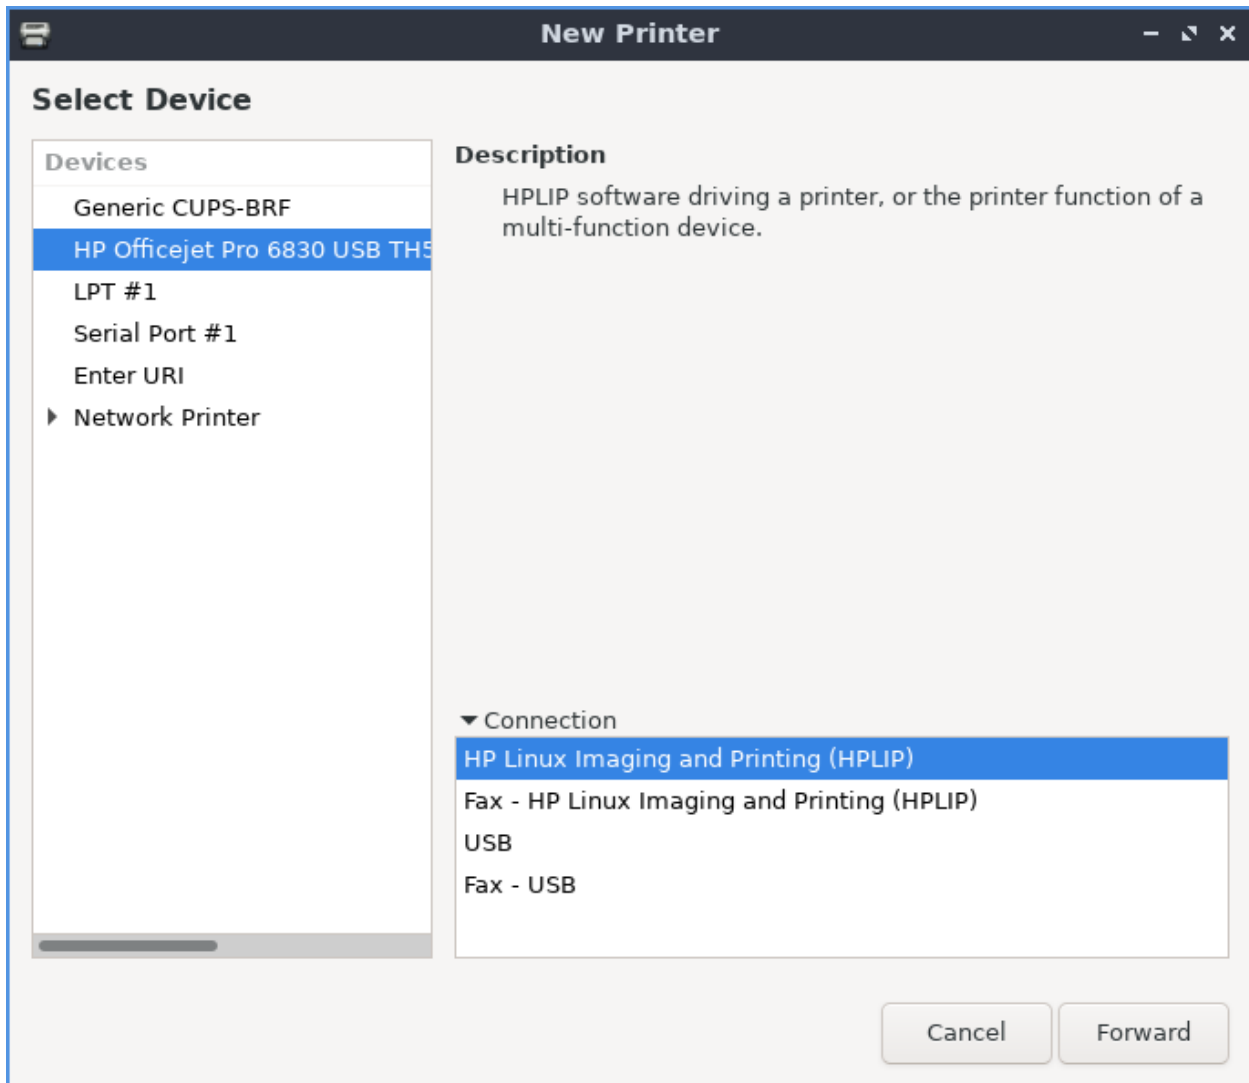 New Printer
Select Device
Devices
Generic CUPS-BRF
HP Officejet Pro 6830 USB TH5
LPT #1
Serial Port #1
Enter URI
Network Printer
Description
HPLIP software driving a printer, or the printer function of a
multi-function device.
Connection
HP Linux Imaging and Printing (HPLIP)
Fax - HP Linux Imaging and Printing (HPLIP)
USB
Fax - USB
Cancel
Forward